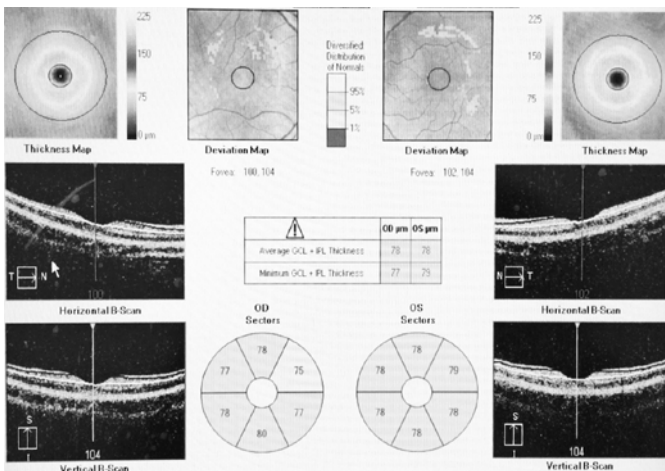 225
150
75
0 µm
Thickness Map
Deviation Map
Fovea: 100, 104
Diversified
Distribution
of Normals
95%
5%
1%
Deviation Map
Fovea: 102, 104
225
150
75
0 µm
Thickness Map
T N
102
Horizontal B-Scan
OD µm OS µm
Average GCL + IPL Thickness 78 78
Minimum GCL + IPL Thickness 77 79
N T
102
Horizontal B-Scan
OD
Sectors
78
77 75
78 77
80
OS
Sectors
78
78 79
78 78
78
S
I
104
Vertical B-Scan
S
I
104
Vertical B-Scan